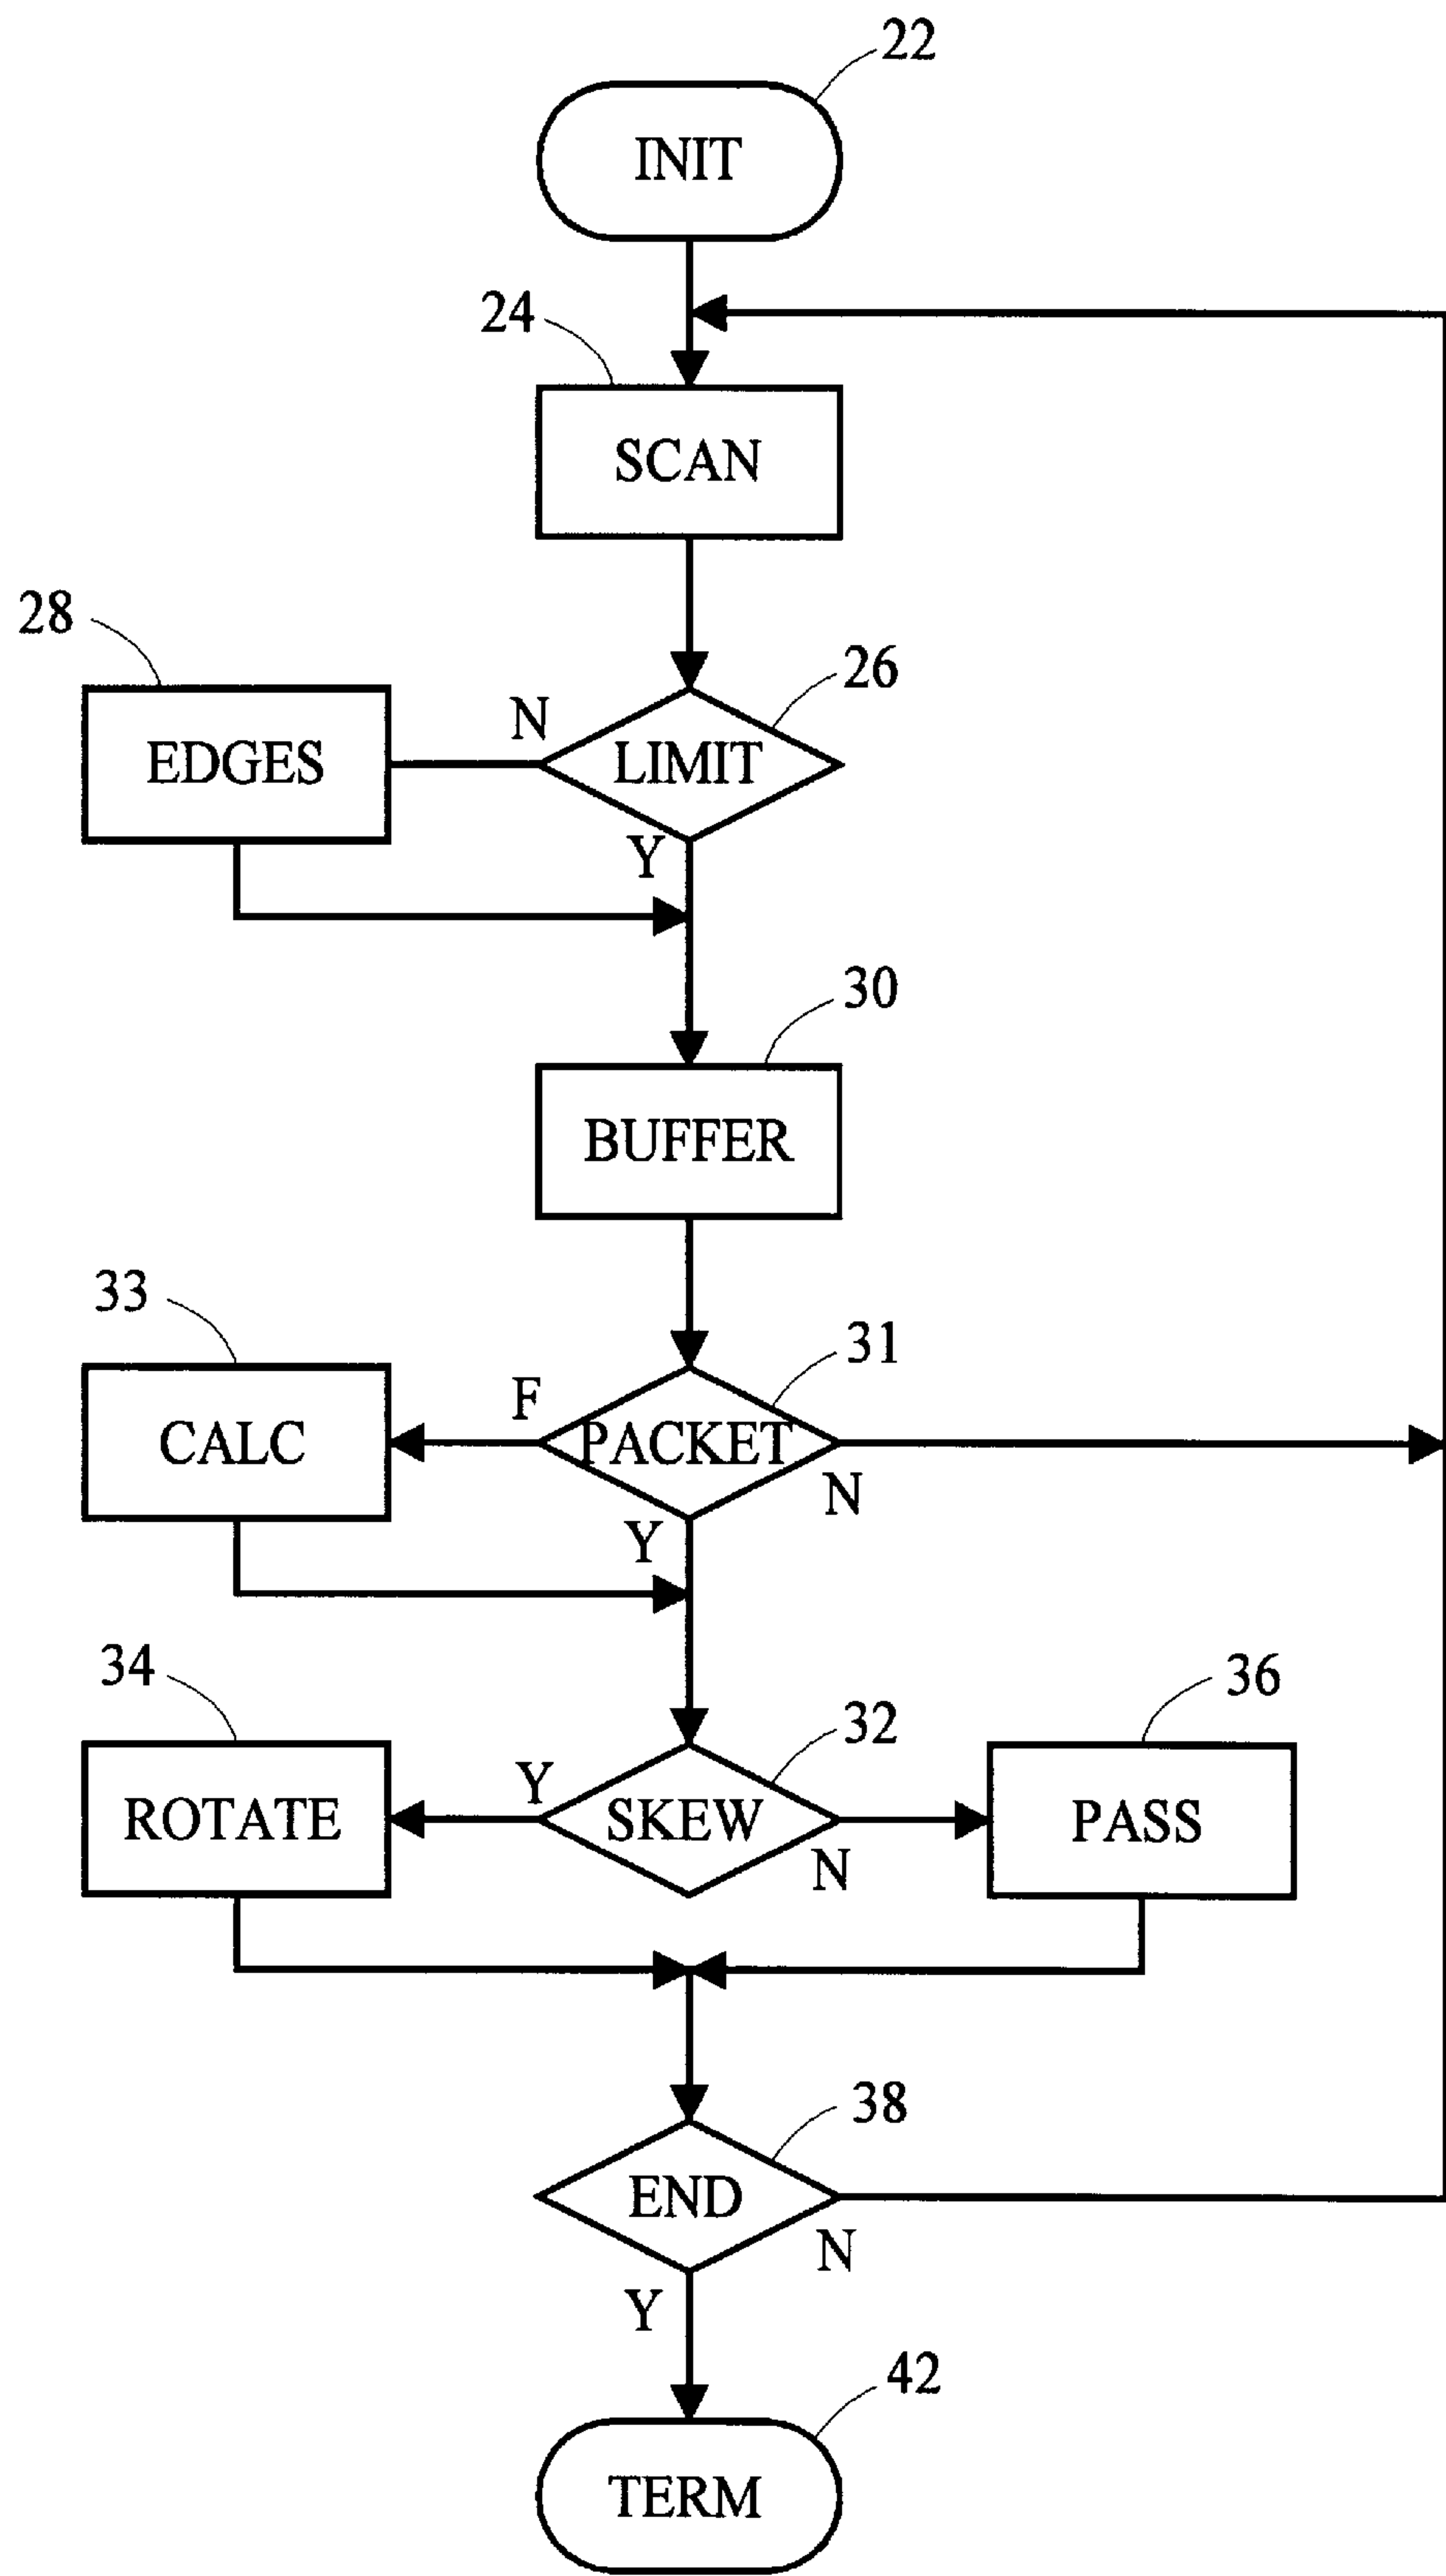 22
INIT
24
SCAN
28
26
N
EDGES
LIMIT
Y
30
BUFFER
33
31
F
CALC
PACKET
N
Y
34
32
36
Y
ROTATE
SKEW
PASS
N
38
END
N
Y
42
TERM